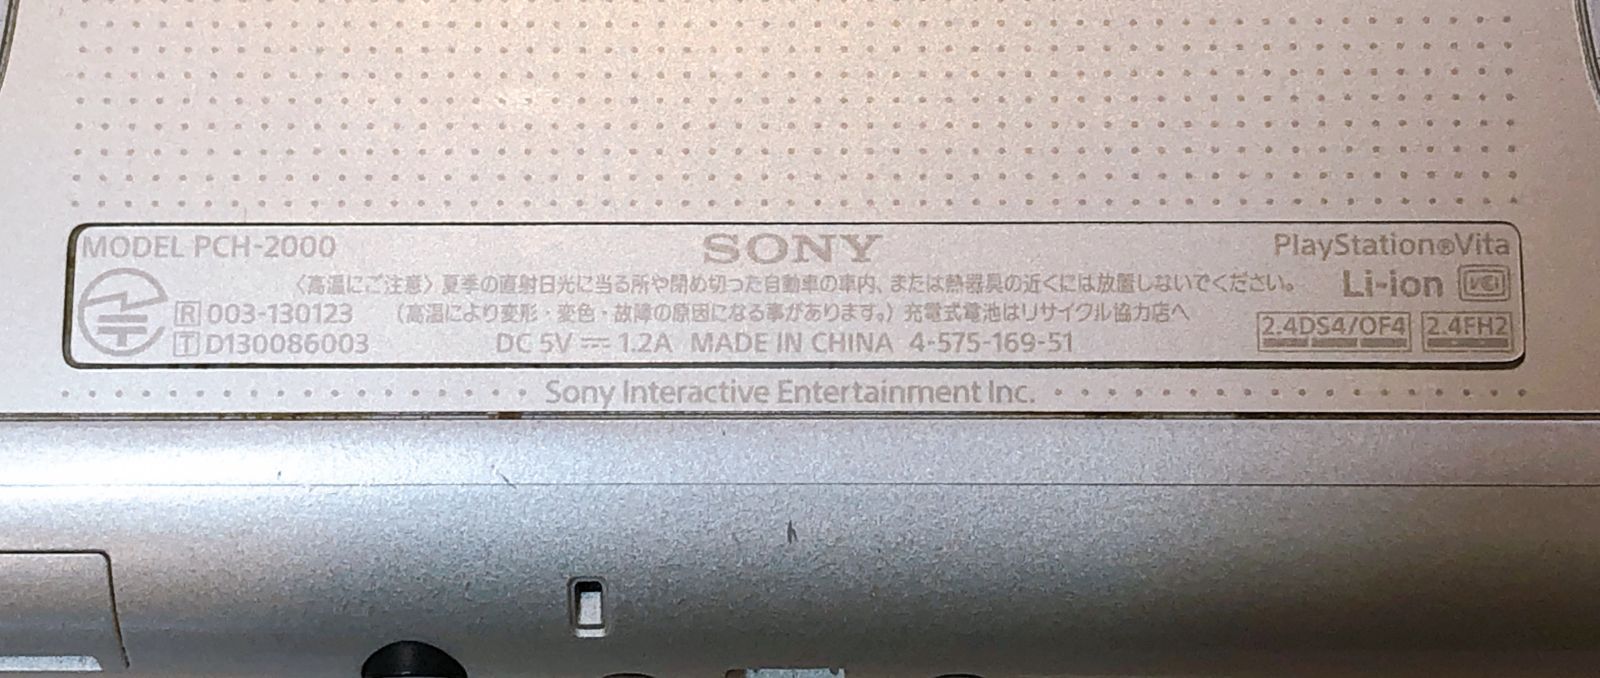 MODEL PCH-2000
SONY
PlayStation®Vita
〈高温にご注意〉夏季の直射日光に当る所や閉め切った自動車の車内、または熱器具の近くには放置しないでください。
Li-ion VCI
R 003-130123
(高温により変形・変色・故障の原因になる事があります。) 充電式電池はリサイクル協力店へ
T D130086003
DC 5V ⎓ 1.2A MADE IN CHINA 4-575-169-51
2.4DS4/OF4 2.4FH2
Sony Interactive Entertainment Inc.